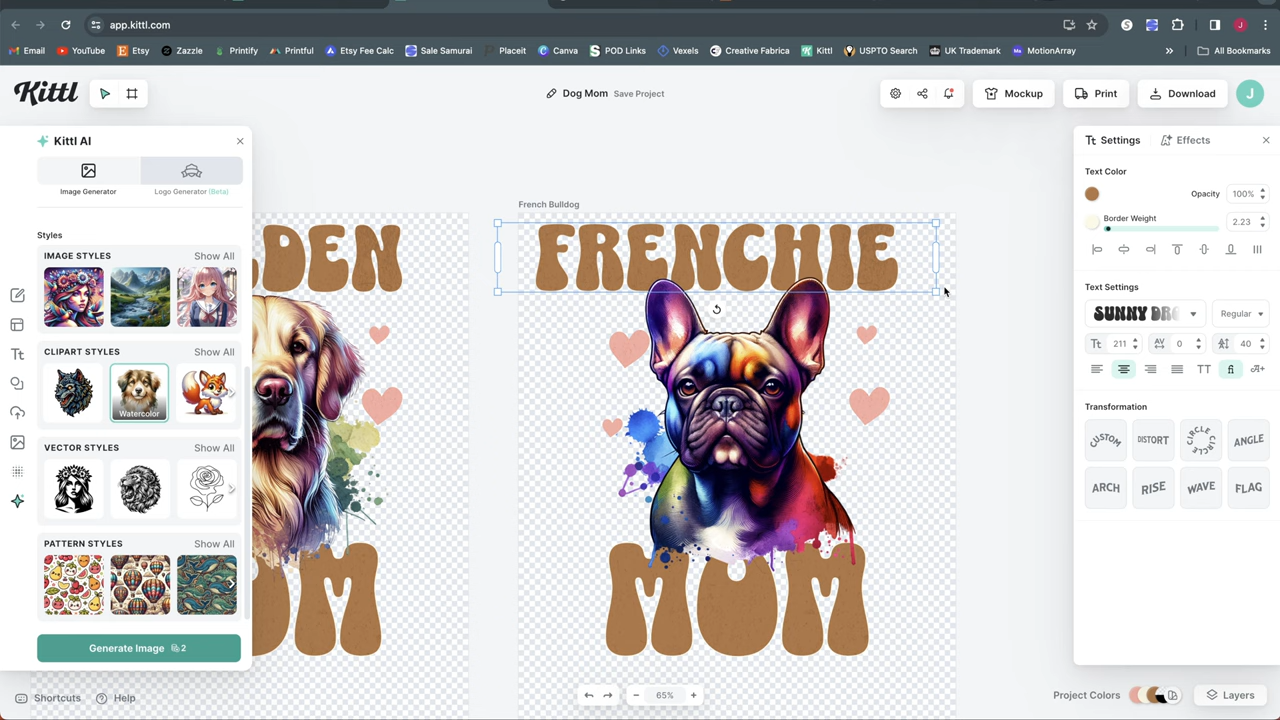 app.kittl.com
Email YouTube Etsy Zazzle Printify Printful Etsy Fee Calc Sale Samurai Placeit Canva POD Links Vexels Creative Fabrica Kittl USPTO Search UK Trademark MotionArray » All Bookmarks
Kittl
Dog Mom Save Project
Mockup Print Download J
Kittl AI
Image Generator Logo Generator (Beta)
Styles
IMAGE STYLES Show All
CLIPART STYLES Show All
Watercolor
VECTOR STYLES Show All
PATTERN STYLES Show All
Generate Image 2
Shortcuts Help
DEN
OM
French Bulldog
FRENCHIE
MOM
65%
Settings Effects
Text Color
Opacity 100%
Border Weight 2.23
Text Settings
SUNNY DR Regular
211 0 40
Transformation
CUSTOM DISTORT CIRCLE CIRCLE ANGLE
ARCH RISE WAVE FLAG
Project Colors Layers